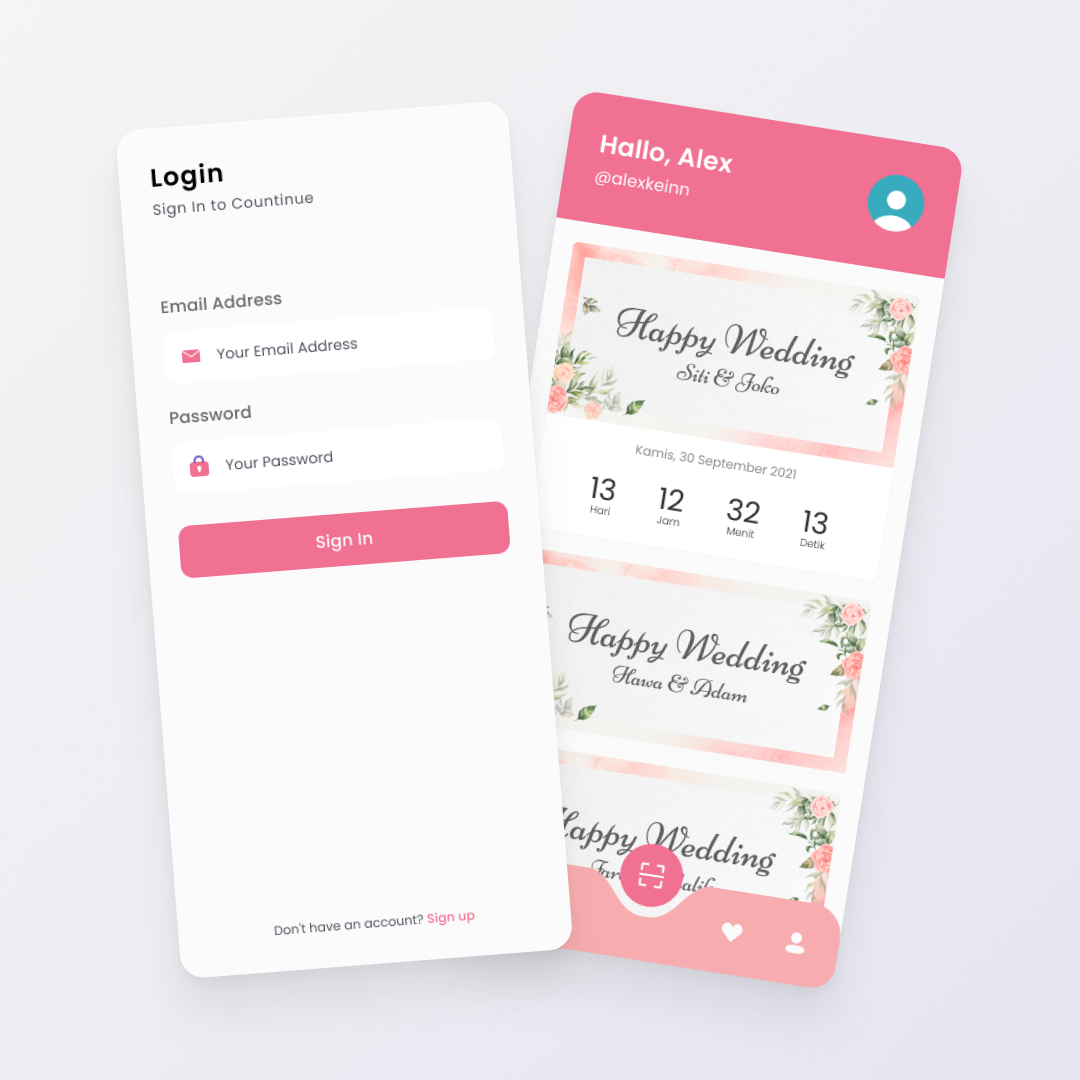 Login
Sign In to Countinue
Email Address
Your Email Address
Password
Your Password
Sign In
Don't have an account? Sign up
Hallo, Alex
@alexkeinn
Happy Wedding
Siti & Joko
Kamis, 30 September 2021
13 12 32 13
Hari Jam Menit Detik
Happy Wedding
Hawa & Adam
Happy Wedding